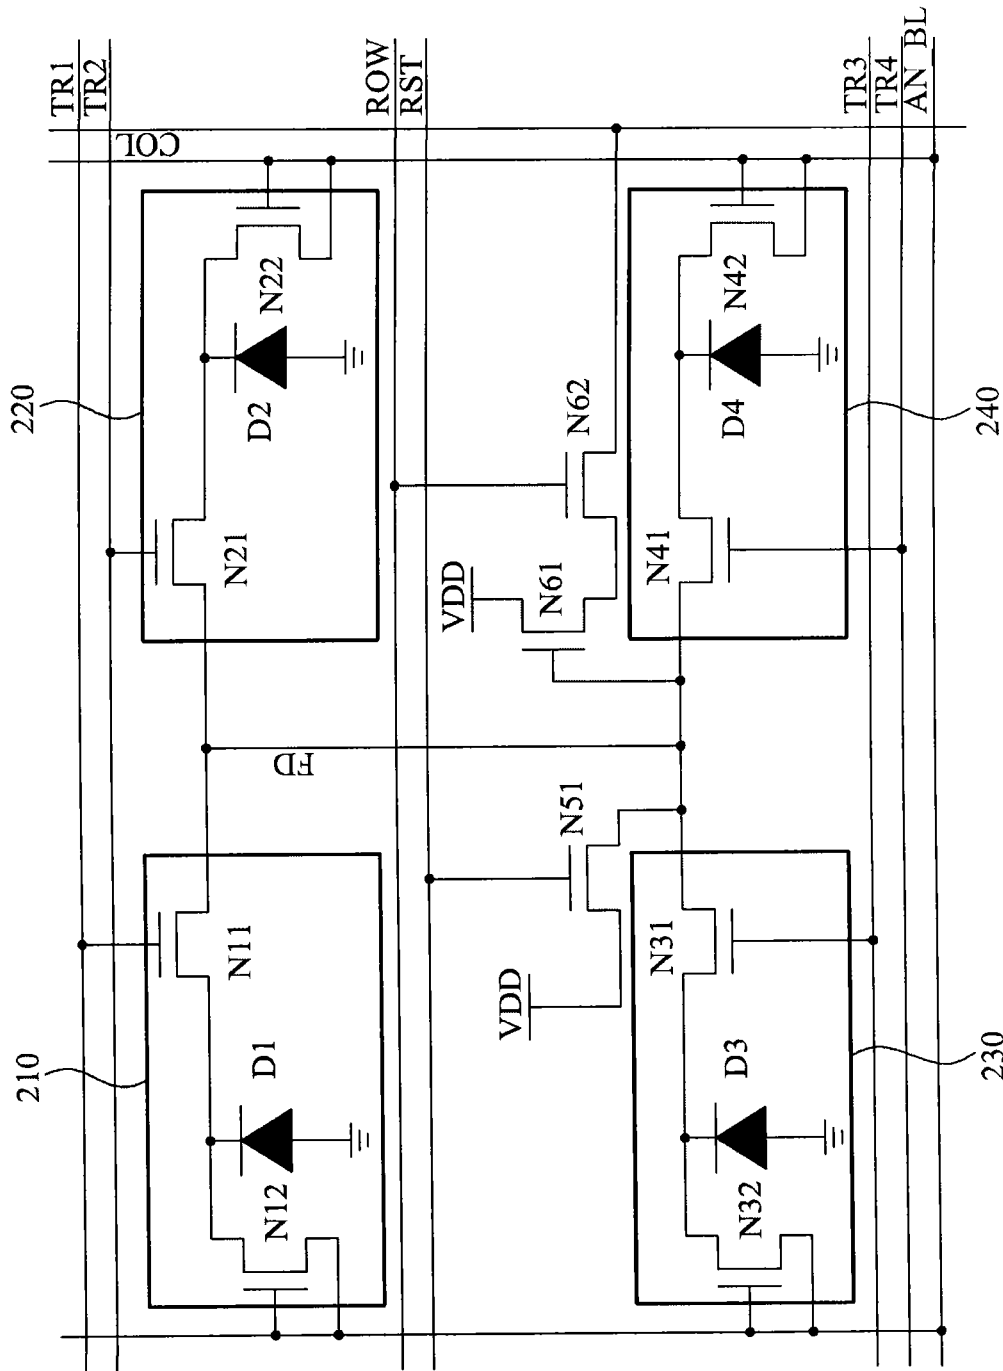 TR1
TR2
COL
220
N22
D2
N21
ROW
RST
N62
VDD
N61
TR3
TR4
AN_BL
240
N42
D4
N41
FD
210
N11
D1
N12
N51
VDD
230
N31
D3
N32